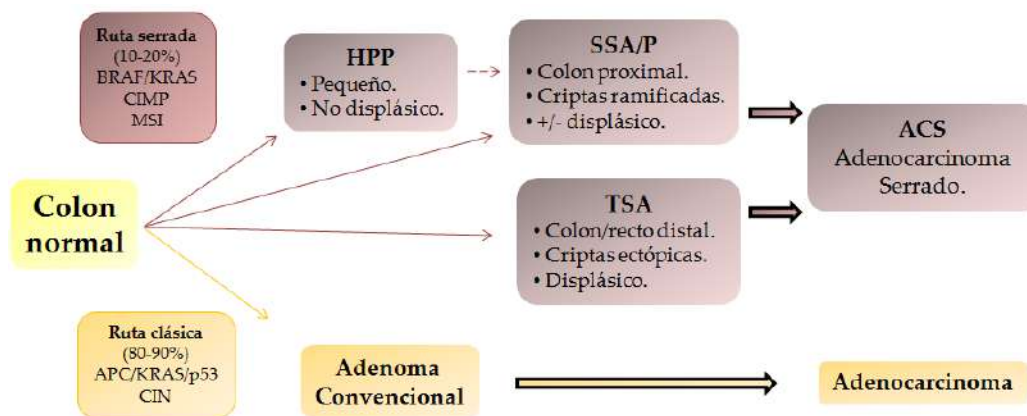 Ruta serrada
(10-20%)
BRAF/KRAS
CIMP
MSI
HPP
• Pequeño.
• No displásico.
SSA/P
• Colon proximal.
• Criptas ramificadas.
• +/- displásico.
ACS
Adenocarcinoma
Serrado.
Colon
normal
TSA
• Colon/recto distal.
• Criptas ectópicas.
• Displásico.
Ruta clásica
(80-90%)
APC/KRAS/p53
CIN
Adenoma
Convencional
Adenocarcinoma